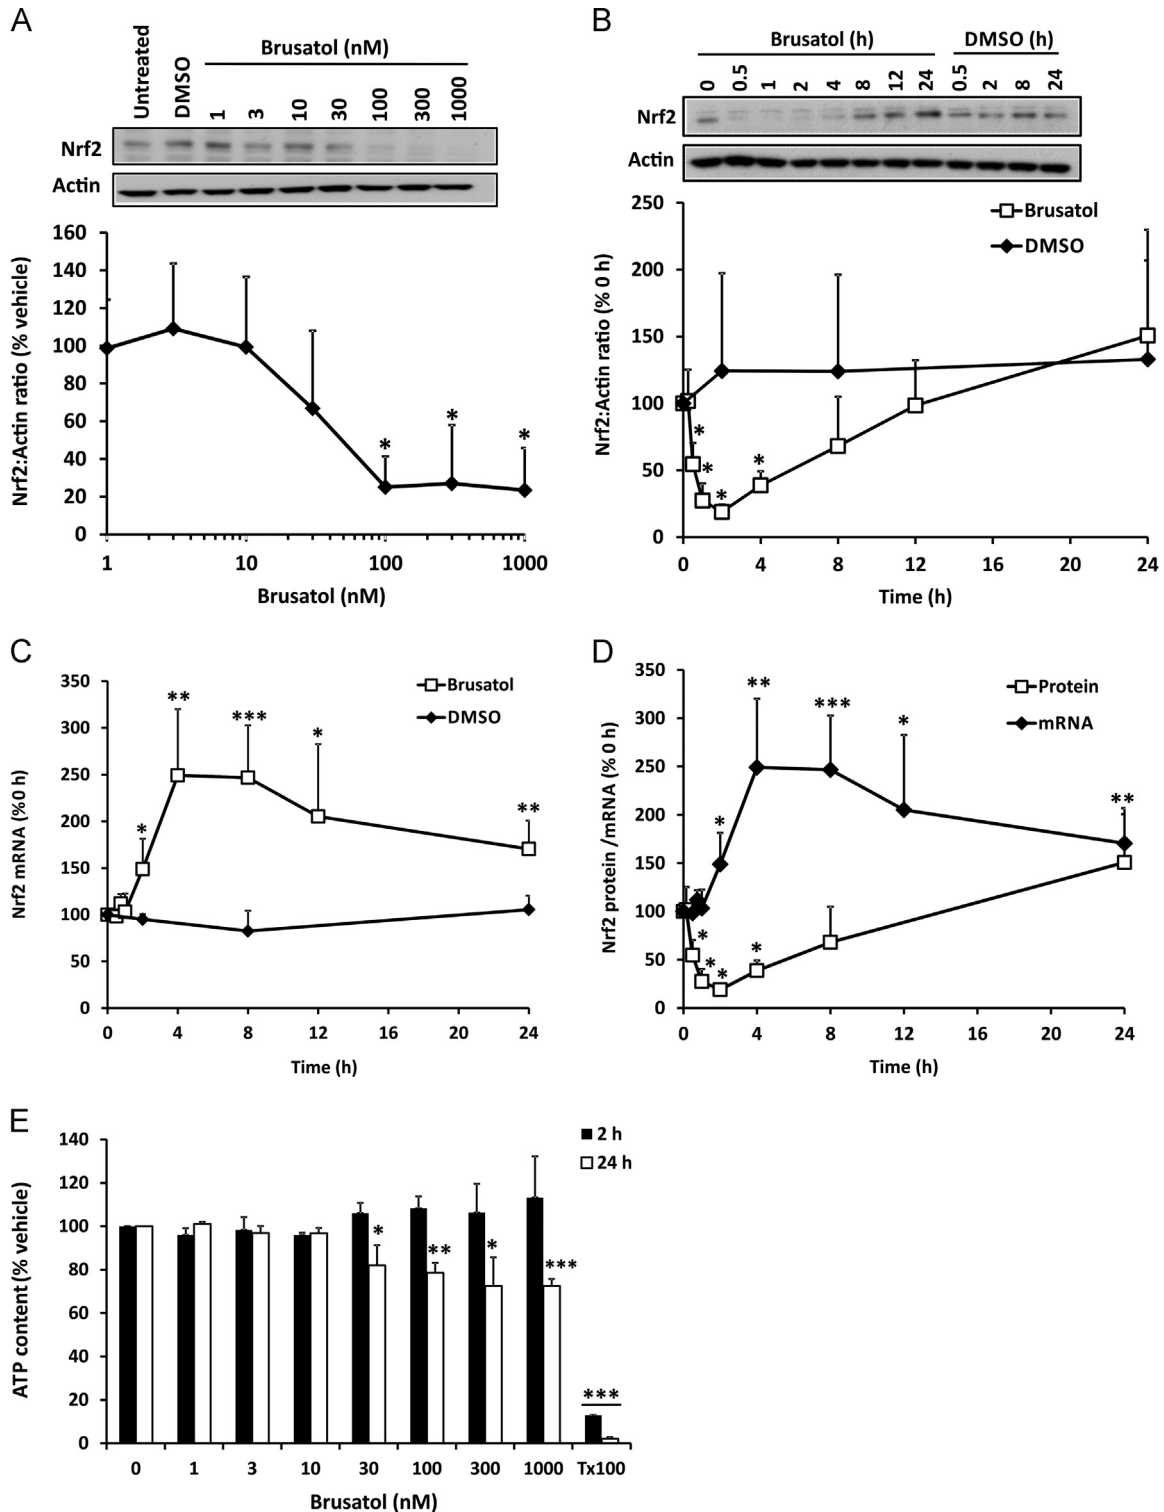 A
Untreated
DMSO
Brusatol (nM)
1
3
10
30
100
300
1000
Nrf2
Actin
Nrf2:Actin ratio (% vehicle)
160
140
120
100
80
60
40
20
0
*
*
*
1 10 100 1000
Brusatol (nM)
B
Brusatol (h)
DMSO (h)
0
0.5
1
2
4
8
12
24
0.5
2
8
24
Nrf2
Actin
Nrf2:Actin ratio (% 0 h)
250
200
150
100
50
0
Brusatol
DMSO
*
*
*
*
0 4 8 12 16 20 24
Time (h)
C
Nrf2 mRNA (%0 h)
350
300
250
200
150
100
50
0
Brusatol
DMSO
*
**
***
*
**
0 4 8 12 16 20 24
Time (h)
D
Nrf2 protein /mRNA (% 0 h)
350
300
250
200
150
100
50
0
Protein
mRNA
*
**
***
*
**
*
*
*
*
0 4 8 12 16 20 24
Time (h)
E
ATP content (% vehicle)
140
120
100
80
60
40
20
0
2 h
24 h
*
**
*
***
***
0 1 3 10 30 100 300 1000 Tx100
Brusatol (nM)